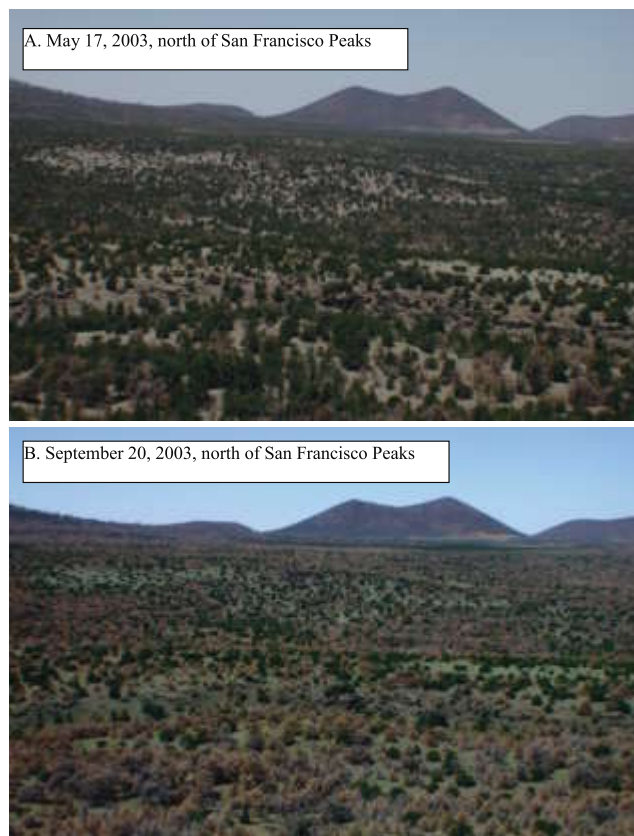 A. May 17, 2003, north of San Francisco Peaks
B. September 20, 2003, north of San Francisco Peaks